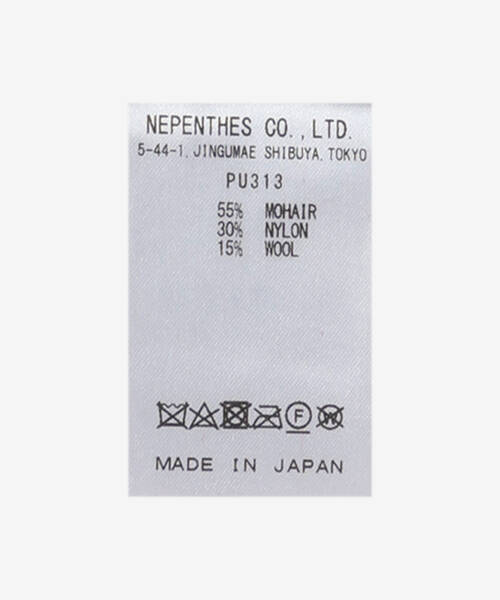 NEPENTHES CO.,LTD.
5-44-1,JINGUMAE SHIBUYA.TOKYO
PU313
55% MOHAIR
30% NYLON
15% WOOL
F W
MADE IN JAPAN